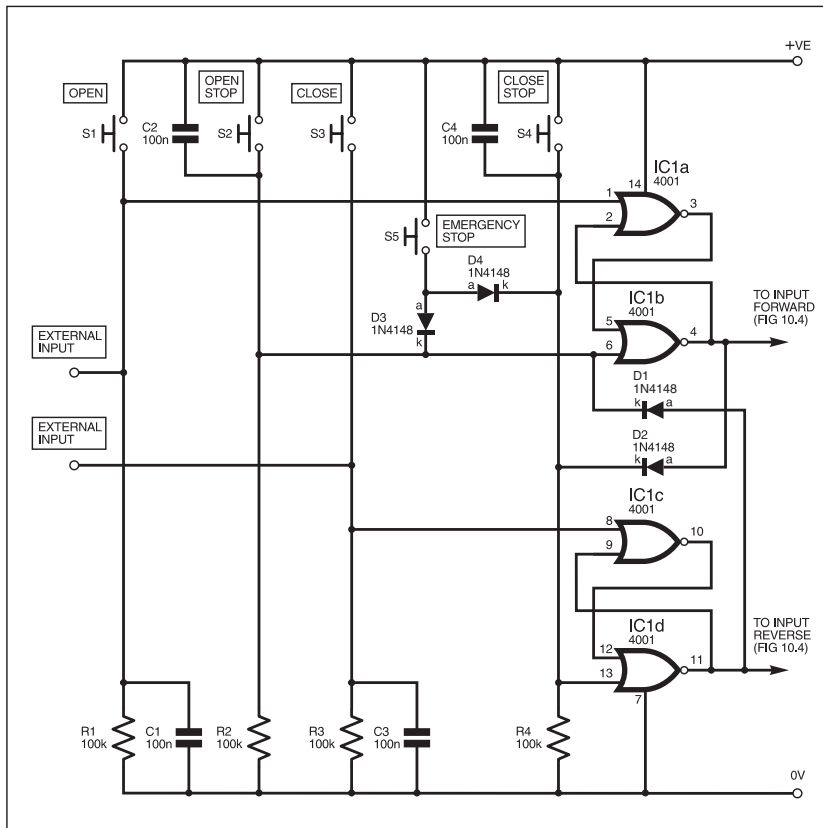 +VE
OPEN
OPEN
STOP
CLOSE
CLOSE
STOP
S1
C2
100n
S2
S3
C4
100n
S4
IC1a
4001
14
1
2
3
S5
EMERGENCY
STOP
D4
1N4148
a
k
D3
1N4148
a
k
IC1b
4001
5
6
4
TO INPUT
FORWARD
(FIG 10.4)
EXTERNAL
INPUT
D1
1N4148
k
a
EXTERNAL
INPUT
D2
1N4148
k
a
IC1c
4001
8
9
10
IC1d
4001
12
13
11
7
TO INPUT
REVERSE
(FIG 10.4)
R1
100k
C1
100n
R2
100k
R3
100k
C3
100n
R4
100k
0V